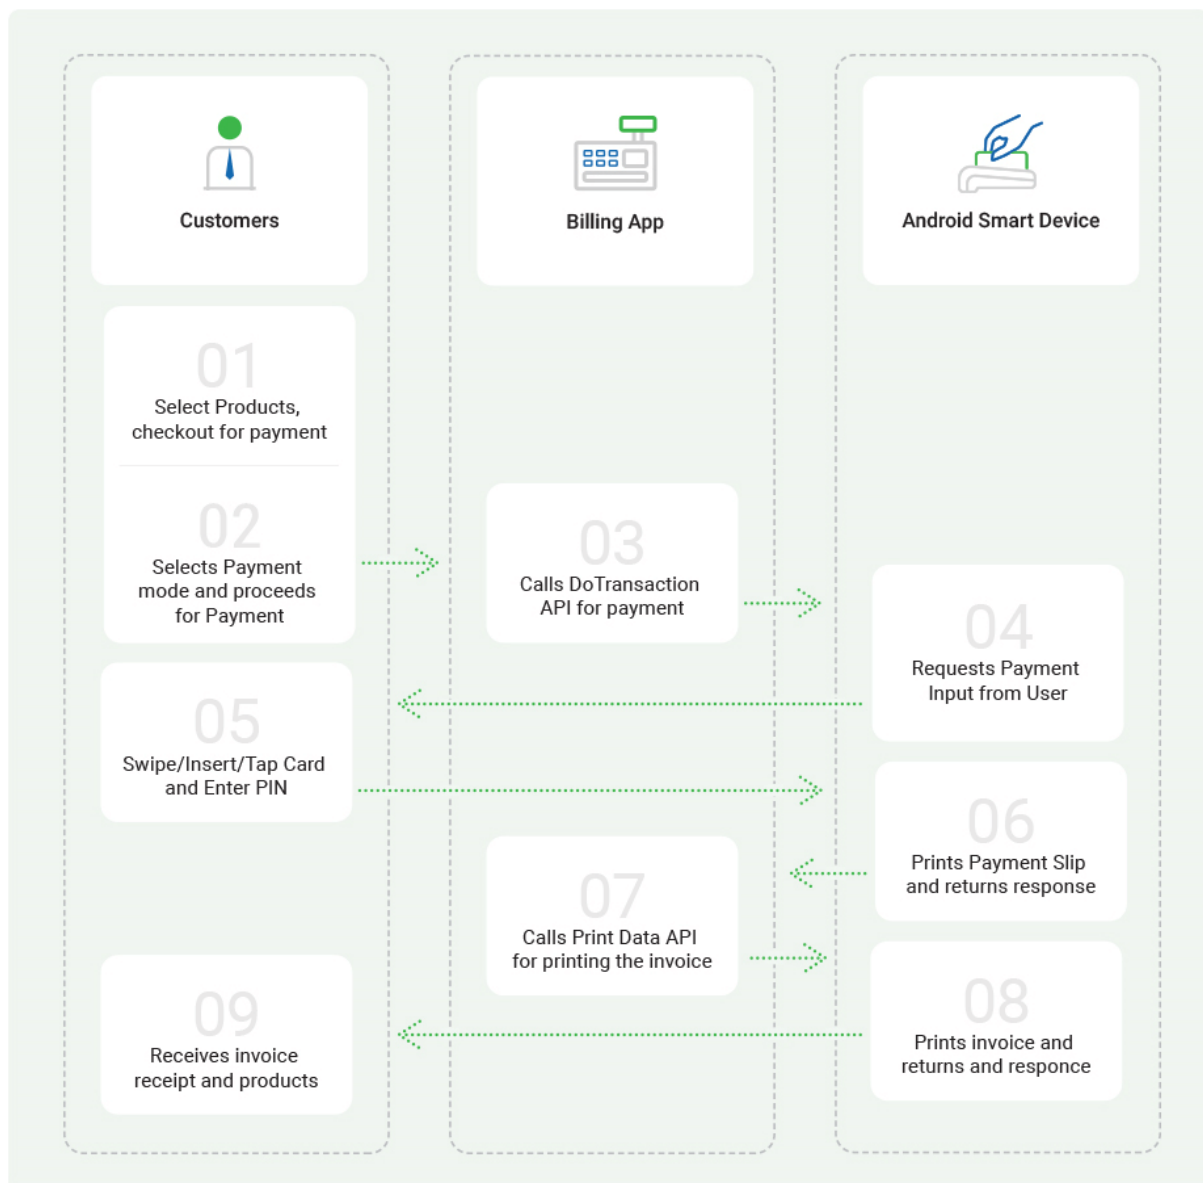 Customers
Billing App
Android Smart Device
01
Select Products,
checkout for payment
02
Selects Payment
mode and proceeds
for Payment
03
Calls DoTransaction
API for payment
04
Requests Payment
Input from User
05
Swipe/Insert/Tap Card
and Enter PIN
06
Prints Payment Slip
and returns response
07
Calls Print Data API
for printing the invoice
08
Prints invoice and
returns and responce
09
Receives invoice
receipt and products